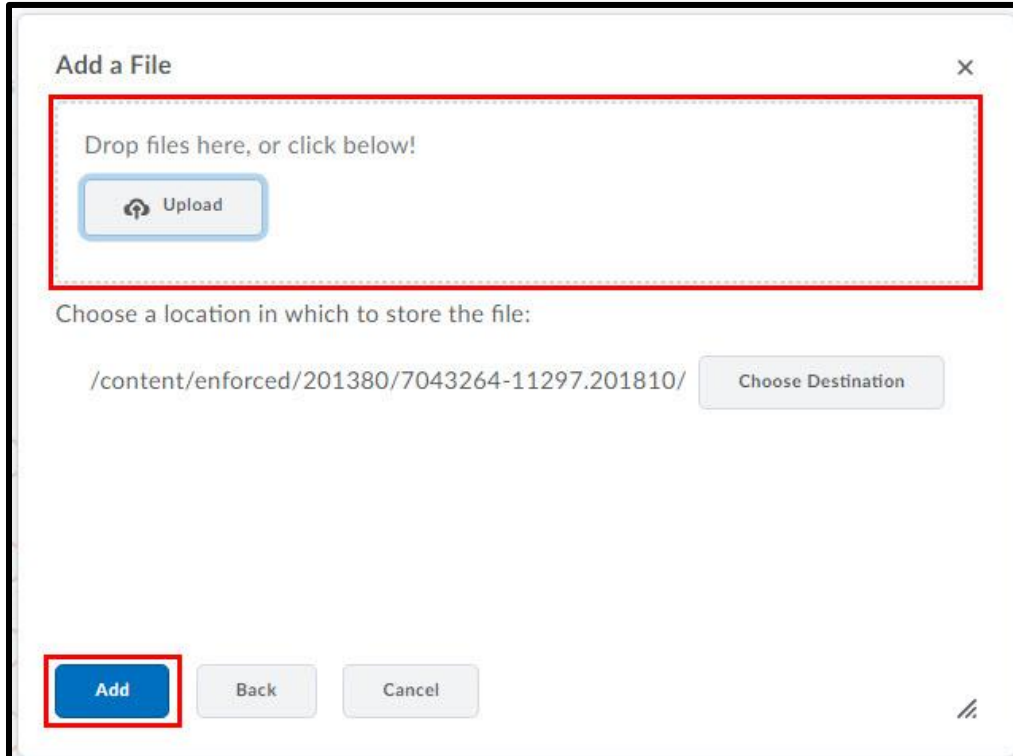 Add a File
Drop files here, or click below!
Upload
Choose a location in which to store the file:
/content/enforced/201380/7043264-11297.201810/ Choose Destination
Add Back Cancel